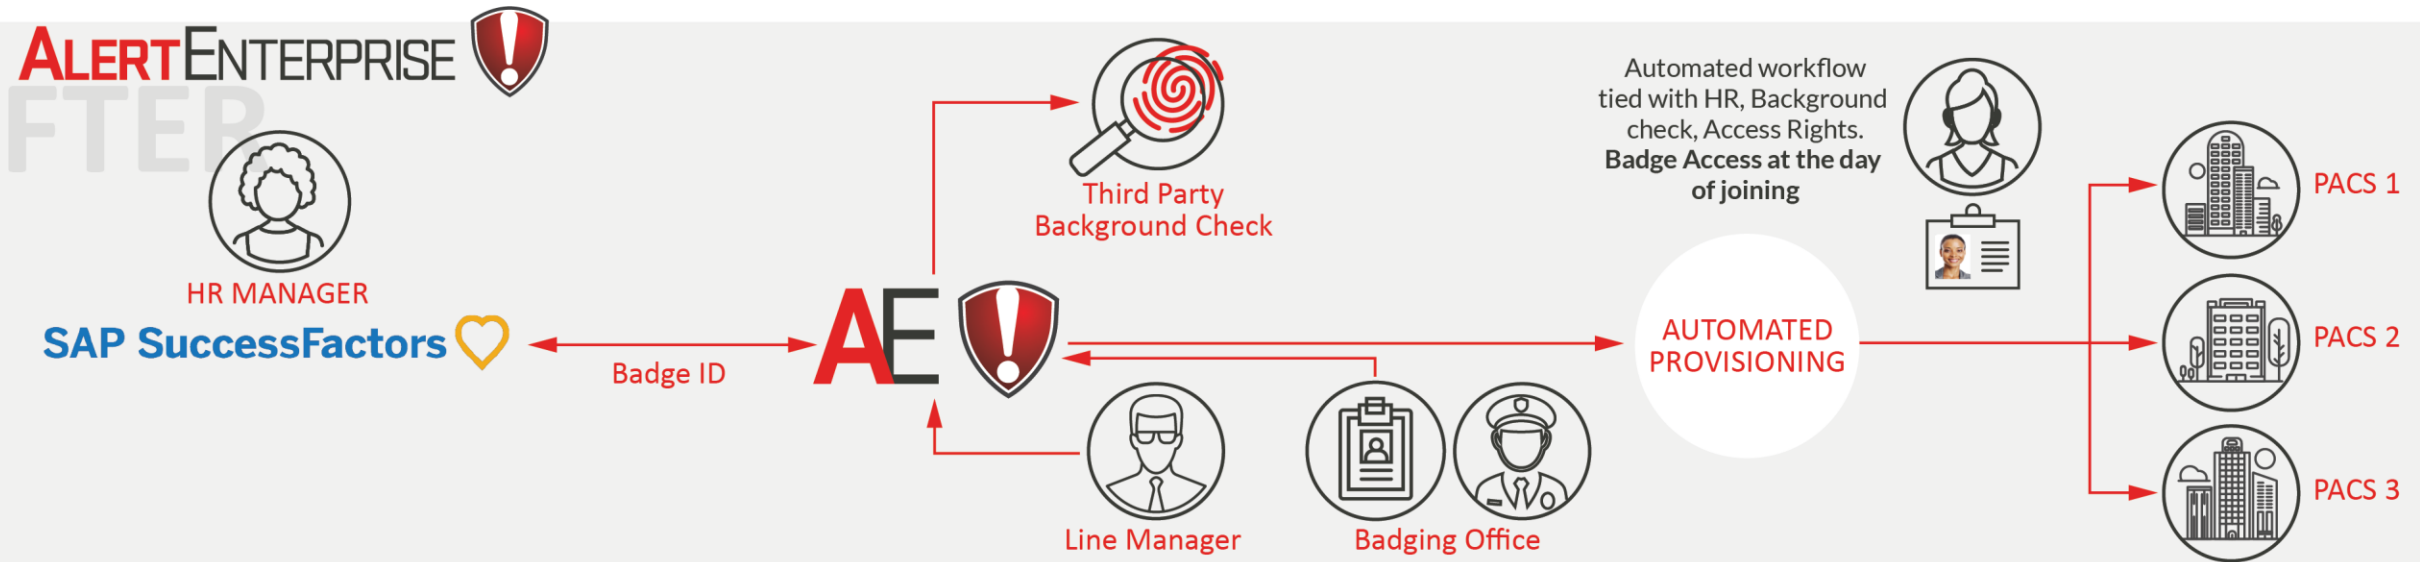 ALERTENTERPRISE
FTER
HR MANAGER
SAP SuccessFactors
Badge ID
AE
Third Party
Background Check
Line Manager
Badging Office
Automated workflow
tied with HR, Background
check, Access Rights.
Badge Access at the day
of joining
AUTOMATED
PROVISIONING
PACS 1
PACS 2
PACS 3